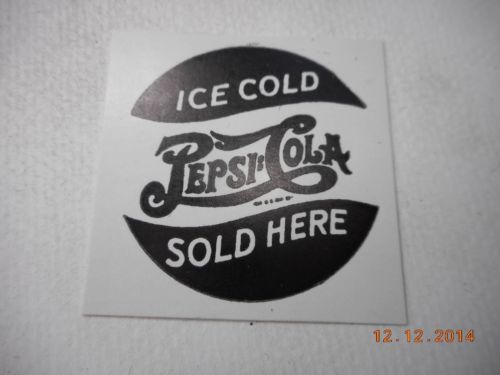 ICE COLD
PEPSI:COLA
SOLD HERE
12.12.2014